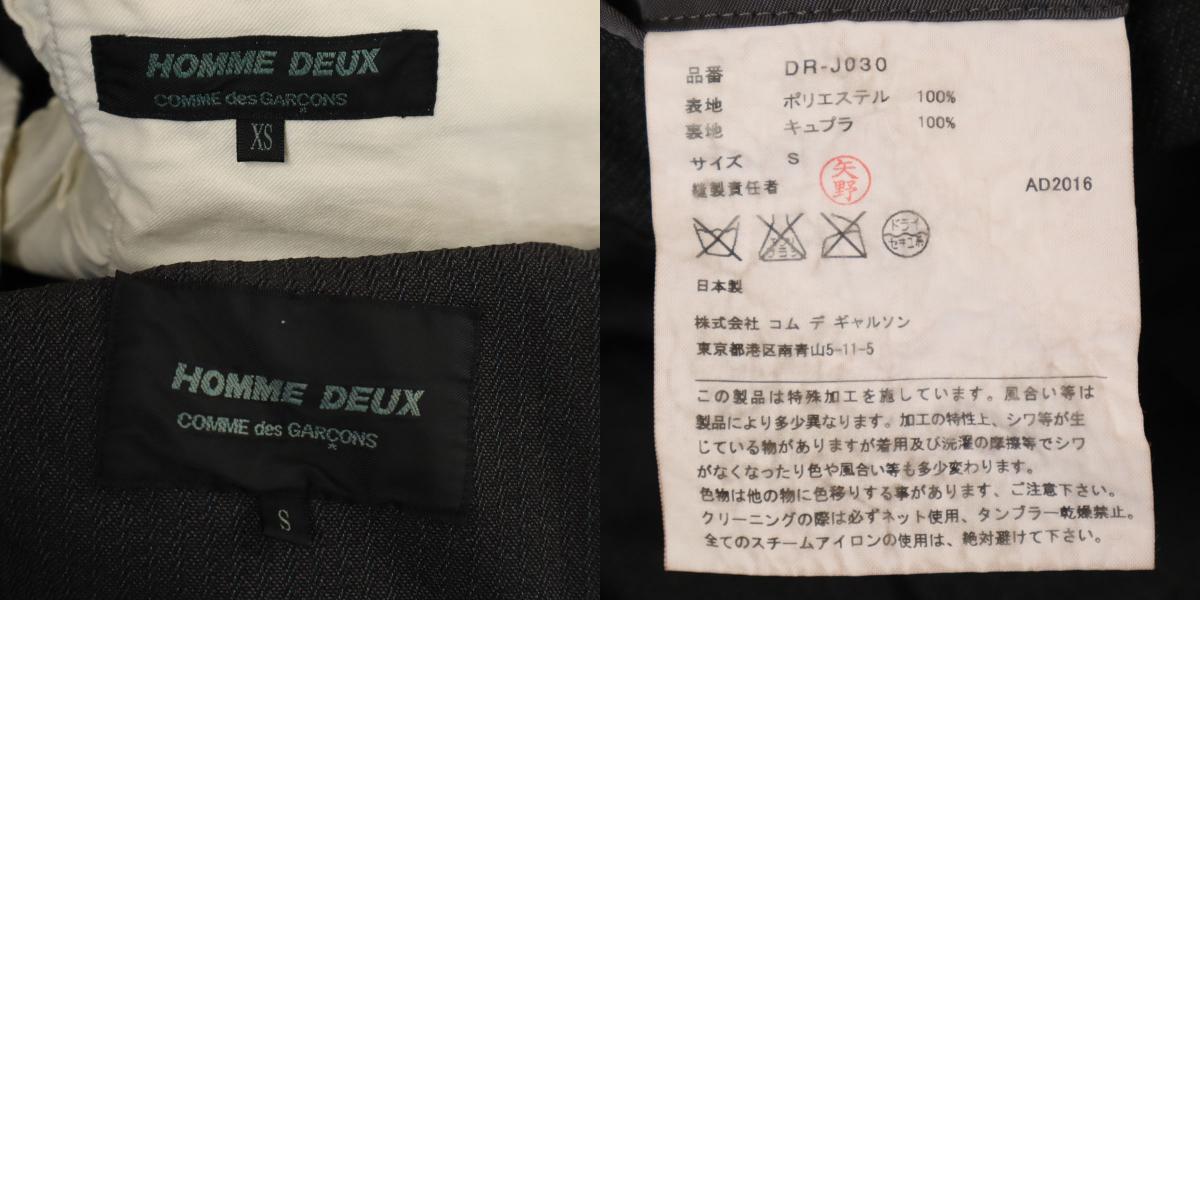 HOMME DEUX
COMME des GARÇONS
XS
HOMME DEUX
COMME des GARÇONS
S
品番 DR-J030
表地 ポリエステル 100%
裏地 キュプラ 100%
サイズ S
縫製責任者 矢野 AD2016
エンソ サラシ ドライ セキユ系
日本製
株式会社 コム デ ギャルソン
東京都港区南青山5-11-5
この製品は特殊加工を施しています。風合い等は
製品により多少異なります。加工の特性上、シワ等が生
じている物がありますが着用及び洗濯の摩擦等でシワ
がなくなったり色や風合い等も多少変わります。
色物は他の物に色移りする事があります、ご注意下さい。
クリーニングの際は必ずネット使用、タンブラー乾燥禁止。
全てのスチームアイロンの使用は、絶対避けて下さい。